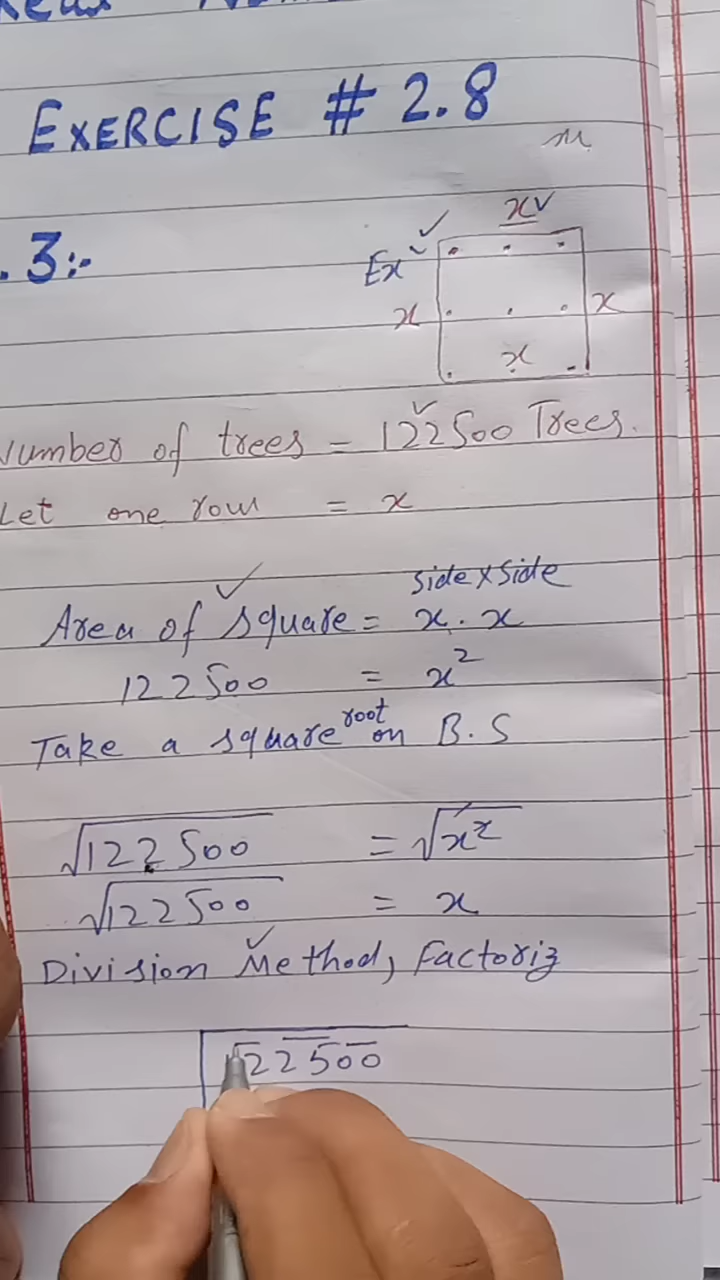 EXERCISE # 2.8
. 3:-
x
Ex
x
x
x
Number of trees = 122500 Trees.
Let one row = x
side x side
Area of square = x . x
122500 = x²
Take a square root on B.S
√122500 = √x²
√122500 = x
Division Method, Factoriz
122500